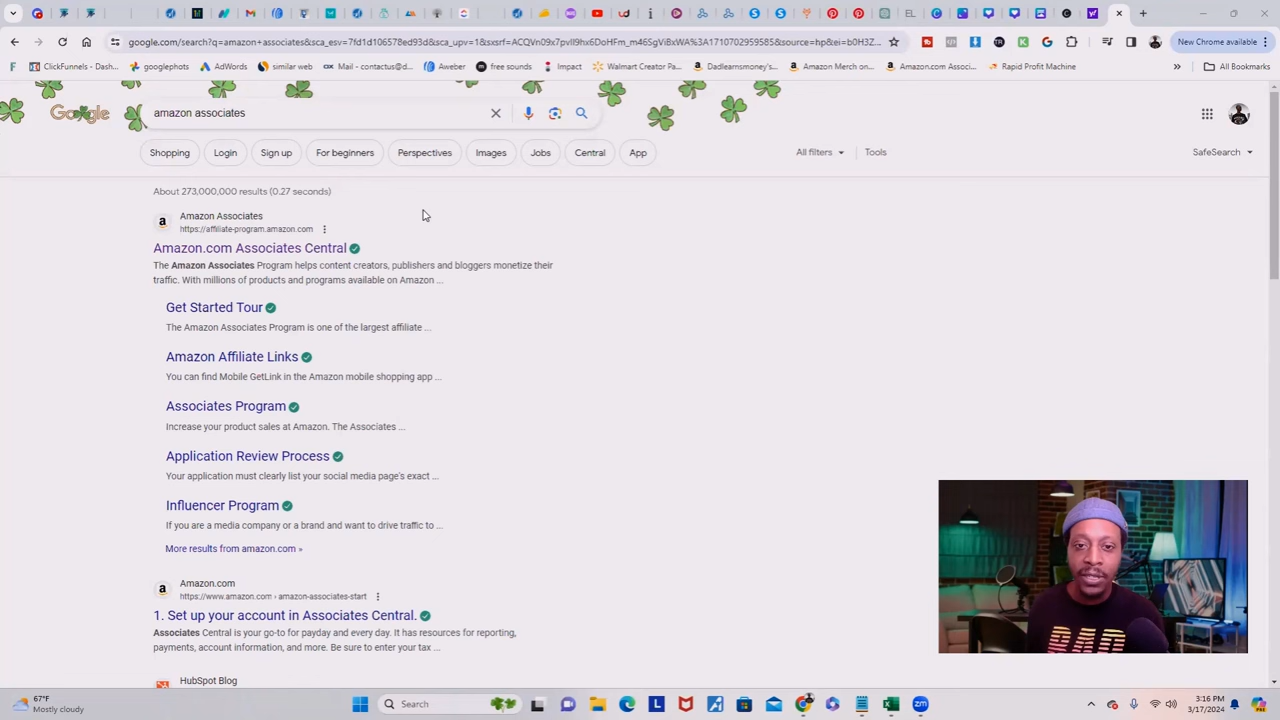 google.com/search?q=amazon+associates&sca_esv=7fd1d106578ed93d&sca_upv=1&sxsrf=ACQVn09x7pvII9hx6DoHFm_m46SgVi8xWA%3A1710702959585&source=hp&ei=b0H3Z...
New Chrome available
ClickFunnels - Dash...
googlephots
AdWords
similar web
Mail - contactus@d...
Aweber
free sounds
Impact
Walmart Creator Pa...
Dadlearnsmoney's...
Amazon Merch on...
Amazon.com Associ...
Rapid Profit Machine
»
All Bookmarks
Google
amazon associates
Shopping
Login
Sign up
For beginners
Perspectives
Images
Jobs
Central
App
All filters
Tools
SafeSearch
About 273,000,000 results (0.27 seconds)
Amazon Associates
https://affiliate-program.amazon.com
Amazon.com Associates Central
The Amazon Associates Program helps content creators, publishers and bloggers monetize their
traffic. With millions of products and programs available on Amazon ...
Get Started Tour
The Amazon Associates Program is one of the largest affiliate ...
Amazon Affiliate Links
You can find Mobile GetLink in the Amazon mobile shopping app ...
Associates Program
Increase your product sales at Amazon. The Associates ...
Application Review Process
Your application must clearly list your social media page's exact ...
Influencer Program
If you are a media company or a brand and want to drive traffic to ...
More results from amazon.com »
Amazon.com
https://www.amazon.com › amazon-associates-start
1. Set up your account in Associates Central.
Associates Central is your go-to for payday and every day. It has resources for reporting,
payments, account information, and more. Be sure to enter your tax ...
HubSpot Blog
67°F
Mostly cloudy
Search
3:16 PM
3/17/2024